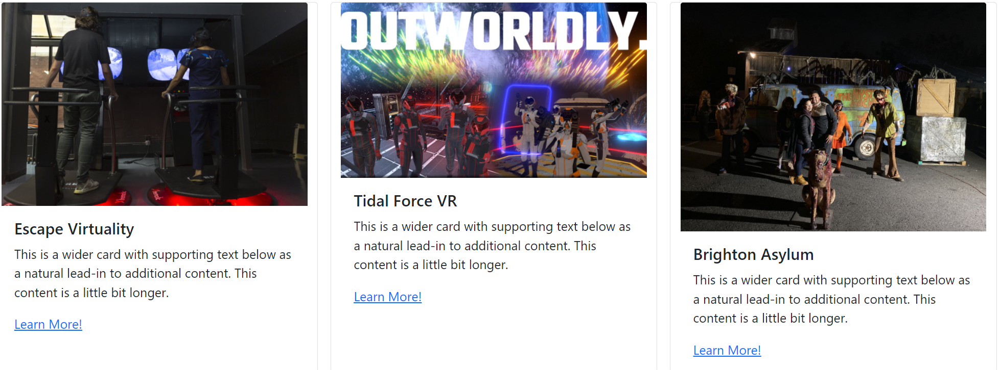 Escape Virtuality
This is a wider card with supporting text below as
a natural lead-in to additional content. This
content is a little bit longer.
Learn More!
OUTWORLDLY.
Tidal Force VR
This is a wider card with supporting text below as
a natural lead-in to additional content. This
content is a little bit longer.
Learn More!
THE
Brighton Asylum
This is a wider card with supporting text below as
a natural lead-in to additional content. This
content is a little bit longer.
Learn More!